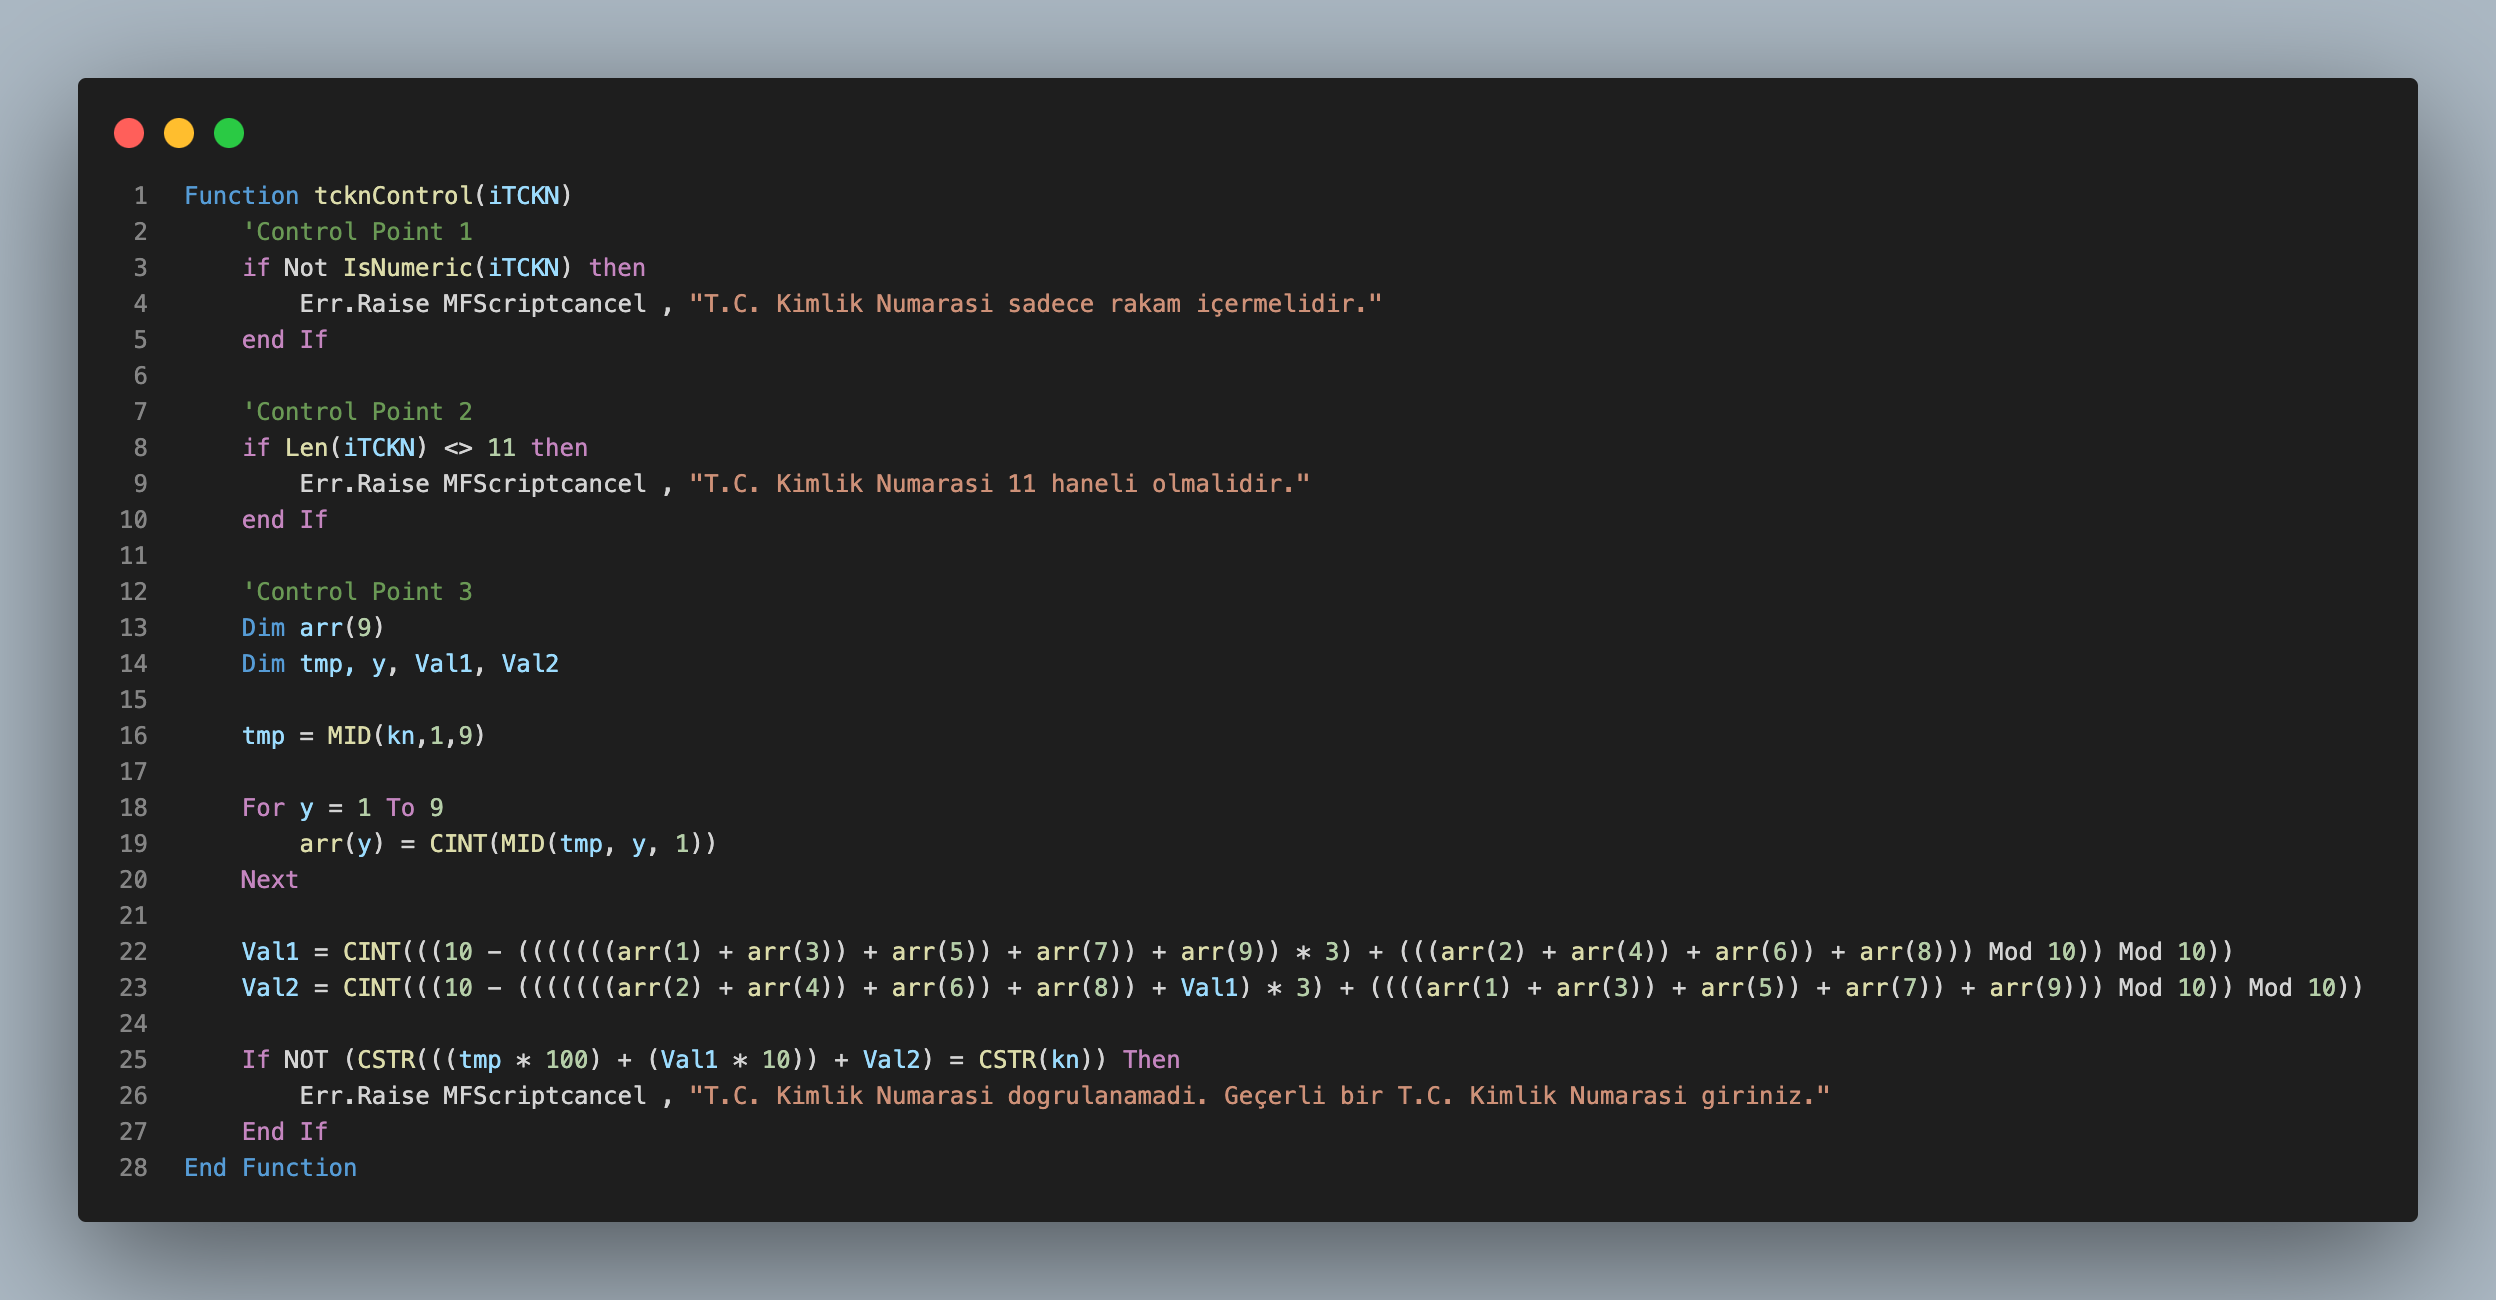 1 Function tcknControl(iTCKN)
2 'Control Point 1
3 if Not IsNumeric(iTCKN) then
4 Err.Raise MFScriptcancel , "T.C. Kimlik Numarasi sadece rakam içermelidir."
5 end If
6
7 'Control Point 2
8 if Len(iTCKN) <> 11 then
9 Err.Raise MFScriptcancel , "T.C. Kimlik Numarasi 11 haneli olmalidir."
10 end If
11
12 'Control Point 3
13 Dim arr(9)
14 Dim tmp, y, Val1, Val2
15
16 tmp = MID(kn,1,9)
17
18 For y = 1 To 9
19 arr(y) = CINT(MID(tmp, y, 1))
20 Next
21
22 Val1 = CINT(((10 - (((((((arr(1) + arr(3)) + arr(5)) + arr(7)) + arr(9)) * 3) + (((arr(2) + arr(4)) + arr(6)) + arr(8))) Mod 10)) Mod 10))
23 Val2 = CINT(((10 - (((((((arr(2) + arr(4)) + arr(6)) + arr(8)) + Val1) * 3) + ((((arr(1) + arr(3)) + arr(5)) + arr(7)) + arr(9))) Mod 10)) Mod 10))
24
25 If NOT (CSTR(((tmp * 100) + (Val1 * 10)) + Val2) = CSTR(kn)) Then
26 Err.Raise MFScriptcancel , "T.C. Kimlik Numarasi dogrulanamadi. Geçerli bir T.C. Kimlik Numarasi giriniz."
27 End If
28 End Function